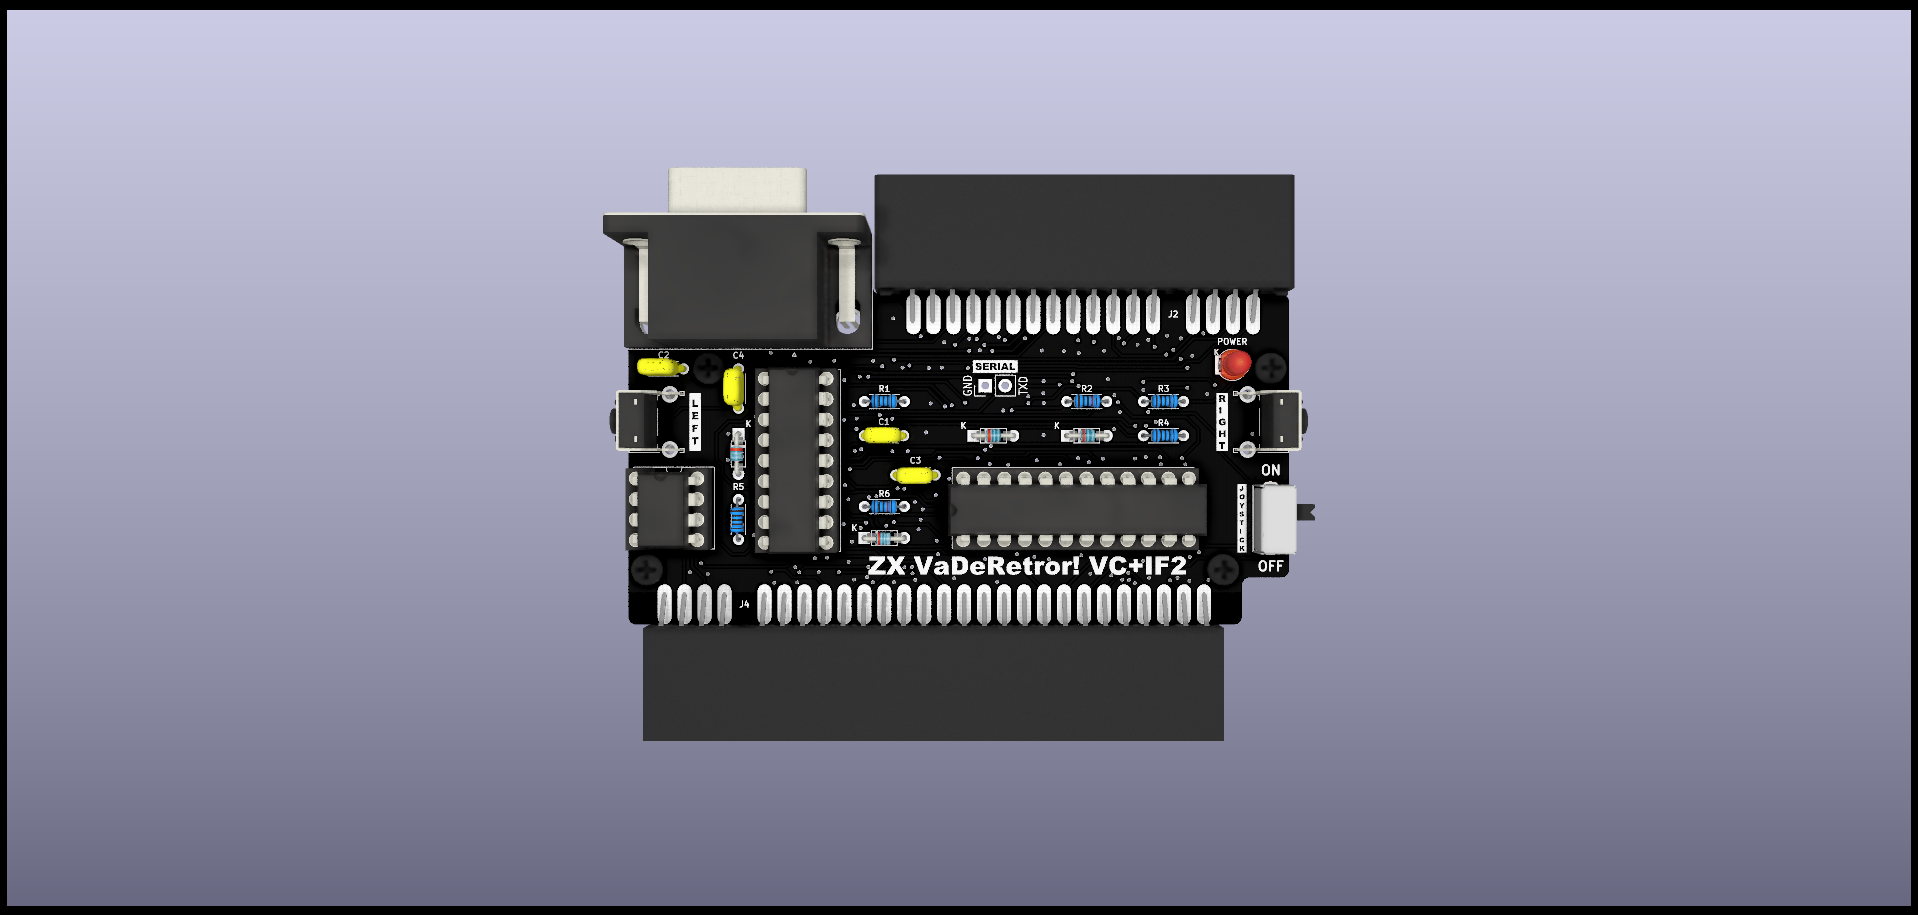 J2
POWER
K
C2
C4
SERIAL
GND
TXD
R1
R2
R3
LEFT
RIGHT
K
C1
K
K
R4
C3
ON
R5
R6
JOYSTICK
K
ZX VaDeRetror! VC+IF2
OFF
J4